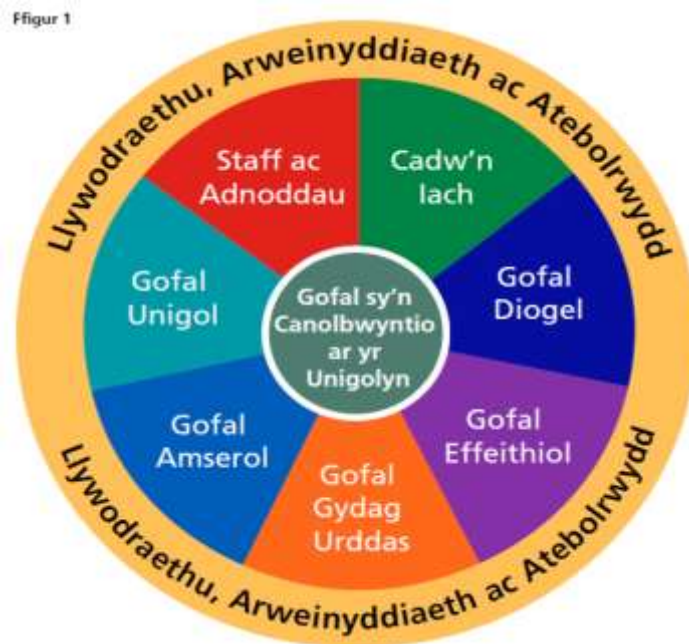 Ffigur 1
Llywodraethu, Arweinyddiaeth ac Atebolrwydd
Staff ac
Adnoddau
Cadw'n
Iach
Gofal
Unigol
Gofal
Diogel
Gofal sy'n
Canolbwyntio
ar yr
Unigolyn
Gofal
Amserol
Gofal
Effeithiol
Gofal
Gydag
Urddas
Llywodraethu, Arweinyddiaeth ac Atebolrwydd